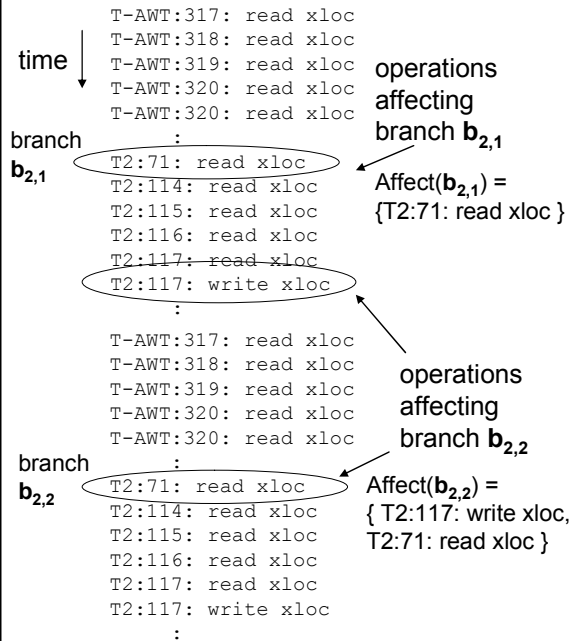 T-AWT:317: read xloc
T-AWT:318: read xloc
time
T-AWT:319: read xloc
T-AWT:320: read xloc
T-AWT:320: read xloc
:
operations
affecting
branch b2,1
branch
b2,1
T2:71: read xloc
T2:114: read xloc
T2:115: read xloc
T2:116: read xloc
T2:117: read xloc
T2:117: write xloc
:
Affect(b2,1) =
{T2:71: read xloc }
T-AWT:317: read xloc
T-AWT:318: read xloc
T-AWT:319: read xloc
T-AWT:320: read xloc
T-AWT:320: read xloc
:
operations
affecting
branch b2,2
branch
b2,2
T2:71: read xloc
T2:114: read xloc
T2:115: read xloc
T2:116: read xloc
T2:117: read xloc
T2:117: write xloc
:
Affect(b2,2) =
{ T2:117: write xloc,
T2:71: read xloc }